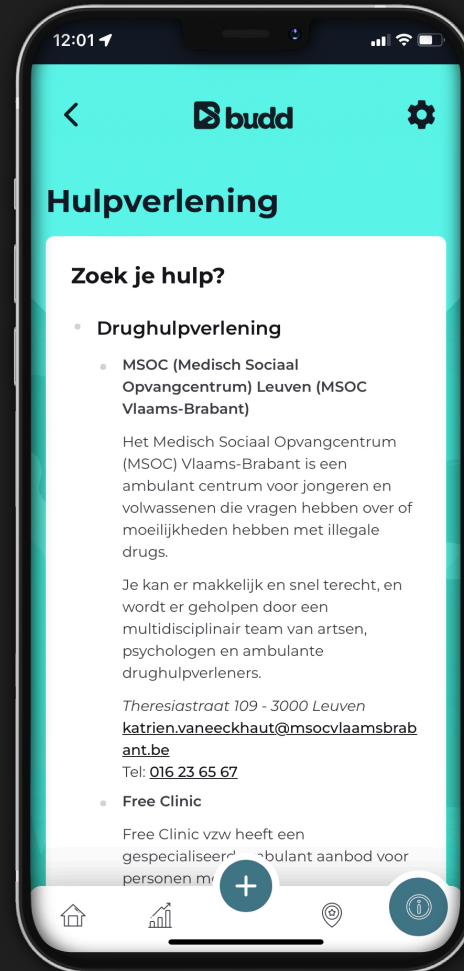 12:01
budd
Hulpverlening
Zoek je hulp?
Drughulpverlening
MSOC (Medisch Sociaal
Opvangcentrum) Leuven (MSOC
Vlaams-Brabant)
Het Medisch Sociaal Opvangcentrum
(MSOC) Vlaams-Brabant is een
ambulant centrum voor jongeren en
volwassenen die vragen hebben over of
moeilijkheden hebben met illegale
drugs.
Je kan er makkelijk en snel terecht, en
wordt er geholpen door een
multidisciplinair team van artsen,
psychologen en ambulante
drughulpverleners.
Theresiastraat 109 - 3000 Leuven
katrien.vaneeckhaut@msocvlaamsbrab
ant.be
Tel: 016 23 65 67
Free Clinic
Free Clinic vzw heeft een
aanbod voor
personen